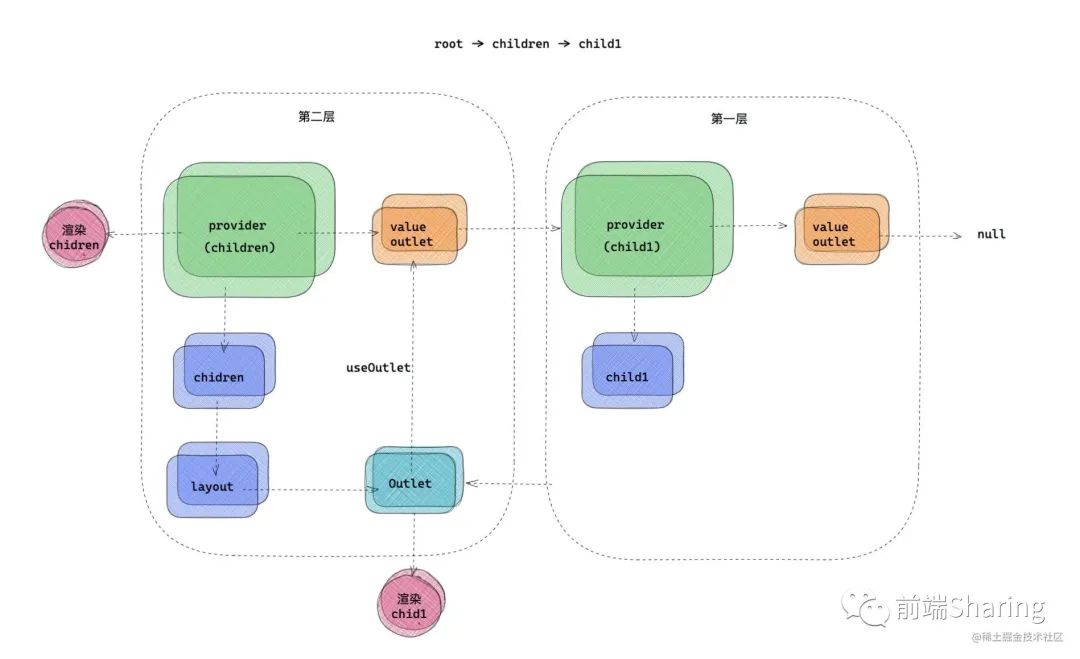 root → children → child1
第二层
第一层
provider
(children)
value
outlet
provider
(child1)
value
outlet
null
渲染
chidren
chidren
useOutlet
child1
layout
Outlet
渲染
chid1
前端Sharing
@稀土掘金技术社区